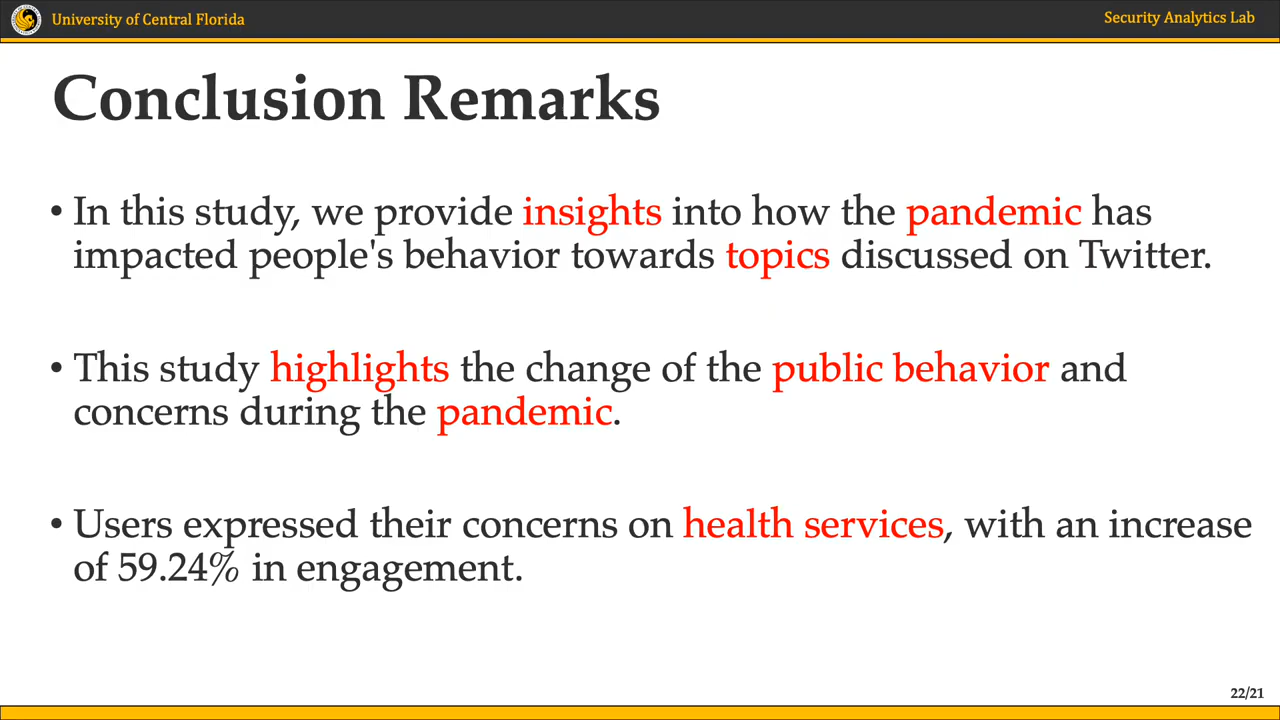 University of Central Florida
Security Analytics Lab
Conclusion Remarks
• In this study, we provide insights into how the pandemic has
impacted people's behavior towards topics discussed on Twitter.
• This study highlights the change of the public behavior and
concerns during the pandemic.
• Users expressed their concerns on health services, with an increase
of 59.24% in engagement.
22/21